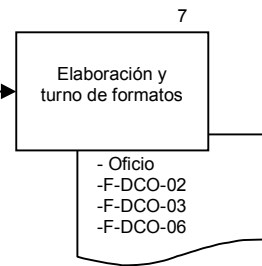 7
Elaboración y
turno de formatos
- Oficio
-F-DCO-02
-F-DCO-03
-F-DCO-06